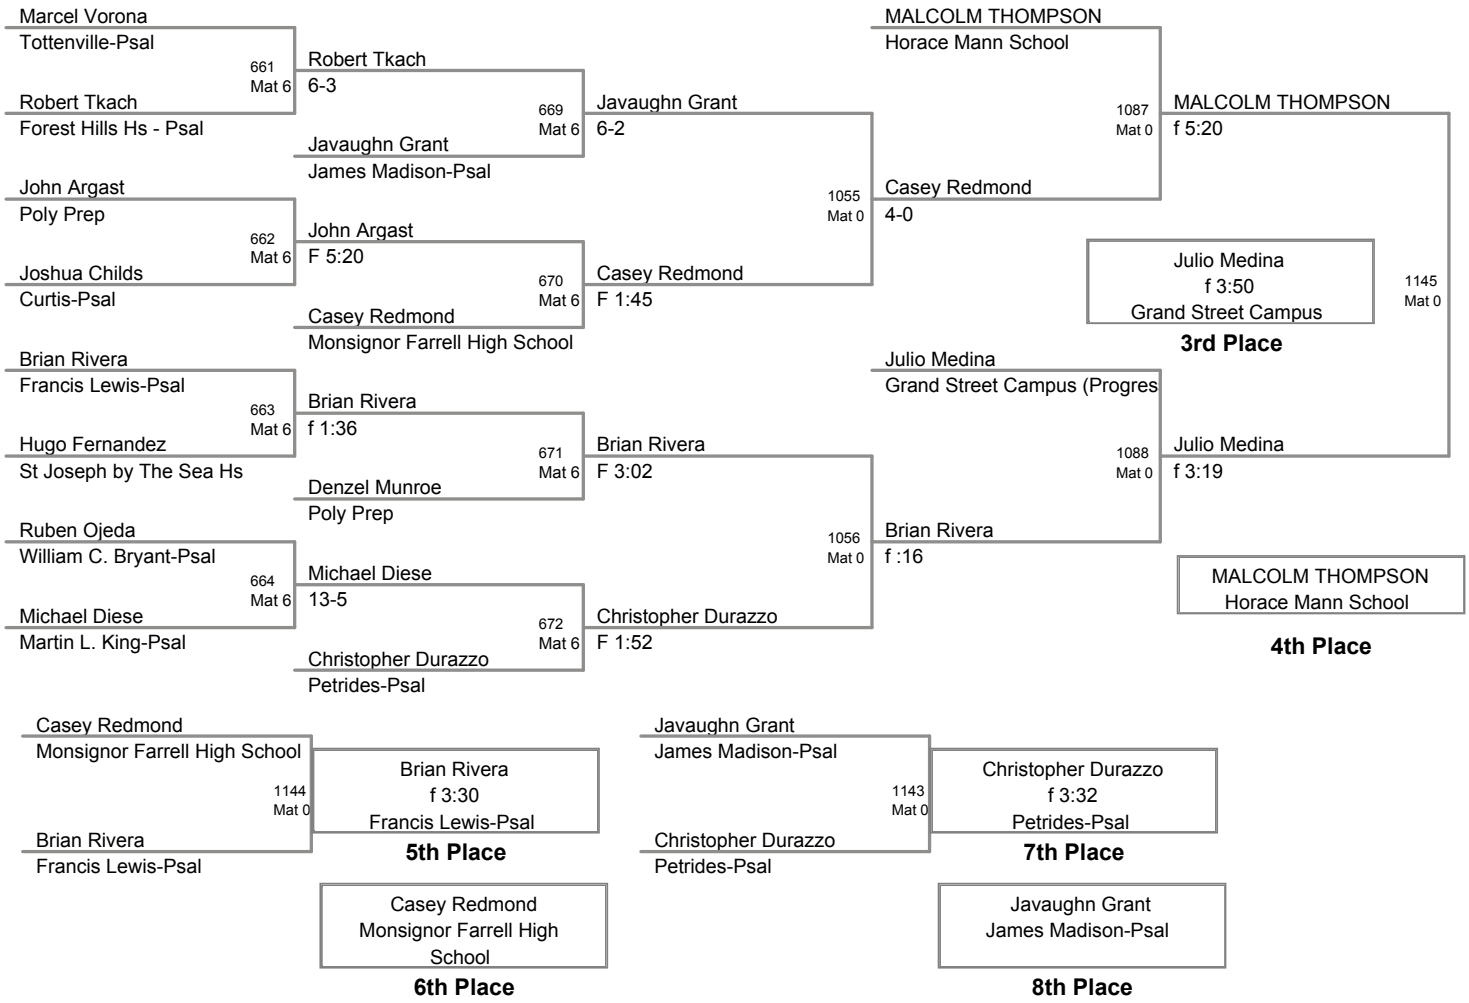 Marcel Vorona
Tottenville-Psal
661
Mat 6
Robert Tkach
Forest Hills Hs - Psal
John Argast
Poly Prep
662
Mat 6
Joshua Childs
Curtis-Psal
Brian Rivera
Francis Lewis-Psal
663
Mat 6
Hugo Fernandez
St Joseph by The Sea Hs
Ruben Ojeda
William C. Bryant-Psal
664
Mat 6
Michael Diese
Martin L. King-Psal
Robert Tkach
6-3
669
Mat 6
Javaughn Grant
James Madison-Psal
John Argast
F 5:20
670
Mat 6
Casey Redmond
Monsignor Farrell High School
Brian Rivera
f 1:36
671
Mat 6
Denzel Munroe
Poly Prep
Michael Diese
13-5
672
Mat 6
Christopher Durazzo
Petrides-Psal
Javaughn Grant
6-2
1055
Mat 0
Casey Redmond
F 1:45
Brian Rivera
F 3:02
1056
Mat 0
Christopher Durazzo
F 1:52
MALCOLM THOMPSON
Horace Mann School
1087
Mat 0
Casey Redmond
4-0
Julio Medina
Grand Street Campus (Progres
1088
Mat 0
Brian Rivera
f :16
MALCOLM THOMPSON
f 5:20
1145
Mat 0
Julio Medina
f 3:19
Julio Medina
f 3:50
Grand Street Campus
3rd Place
MALCOLM THOMPSON
Horace Mann School
4th Place
Casey Redmond
Monsignor Farrell High School
1144
Mat 0
Brian Rivera
Francis Lewis-Psal
Brian Rivera
f 3:30
Francis Lewis-Psal
5th Place
Casey Redmond
Monsignor Farrell High
School
6th Place
Javaughn Grant
James Madison-Psal
1143
Mat 0
Christopher Durazzo
Petrides-Psal
Christopher Durazzo
f 3:32
Petrides-Psal
7th Place
Javaughn Grant
James Madison-Psal
8th Place